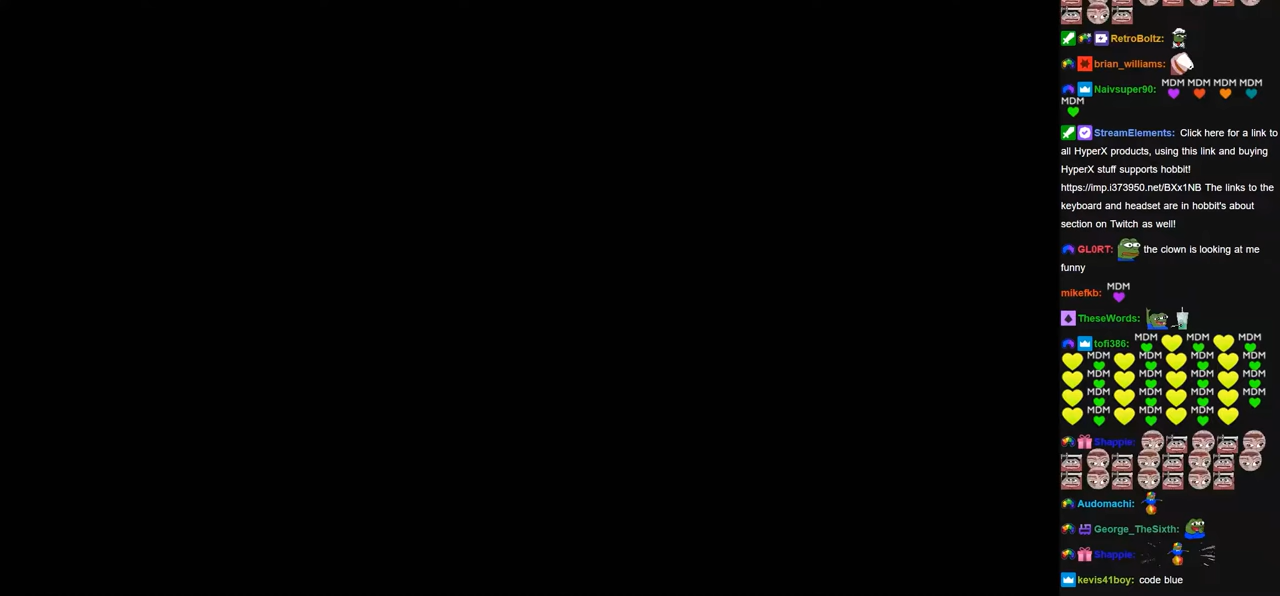 RetroBoltz:
brian_williams:
Naivsuper90: MDM MDM MDM MDM
MDM
StreamElements: Click here for a link to
all HyperX products, using this link and buying
HyperX stuff supports hobbit!
https://imp.i373950.net/BXx1NB The links to the
keyboard and headset are in hobbit's about
section on Twitch as well!
GL0RT: the clown is looking at me
funny
mikefkb: MDM
TheseWords:
tofi386: MDM MDM MDM
MDM MDM MDM MDM
MDM MDM MDM MDM
MDM MDM MDM MDM
MDM MDM MDM
Shappie:
Audomachi:
George_TheSixth:
Shappie:
kevis41boy: code blue